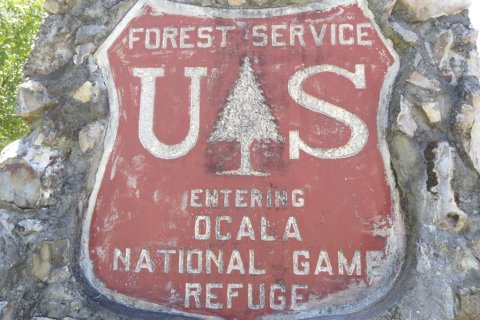 FOREST SERVICE
U S
ENTERING
OCALA
NATIONAL GAME
REFUGE